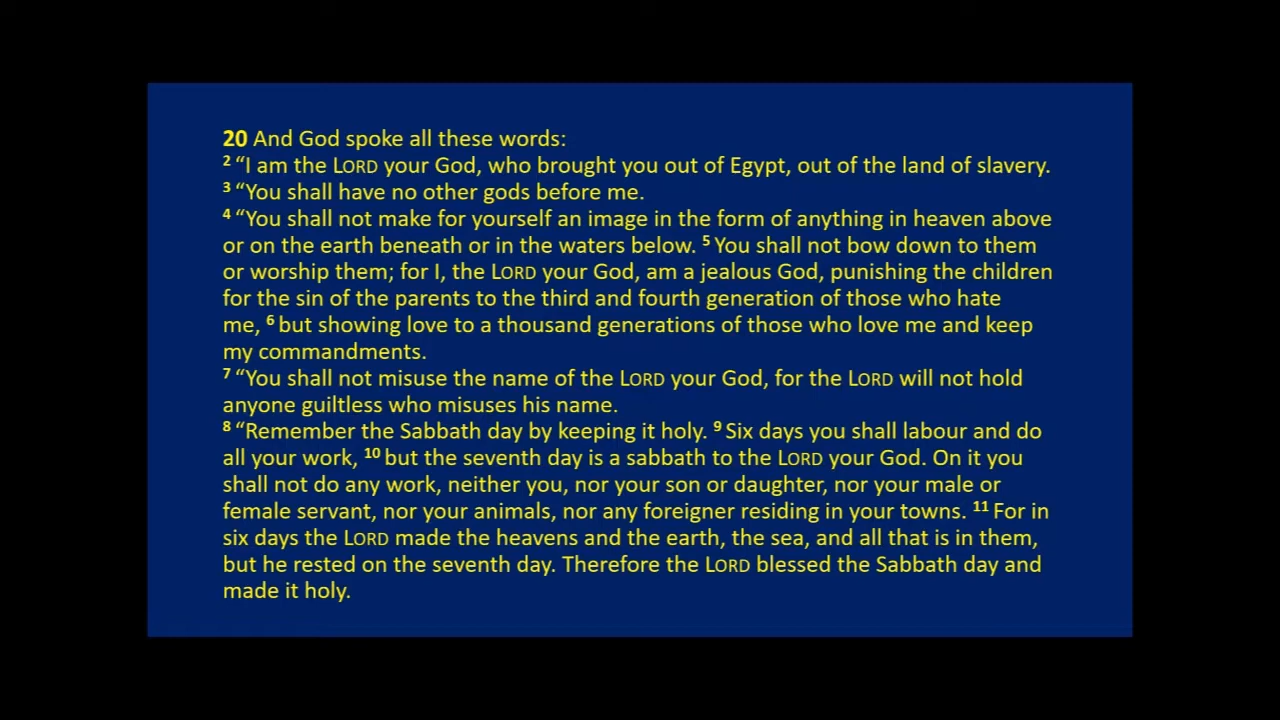 20 And God spoke all these words:
2 “I am the LORD your God, who brought you out of Egypt, out of the land of slavery.
3 “You shall have no other gods before me.
4 “You shall not make for yourself an image in the form of anything in heaven above
or on the earth beneath or in the waters below. 5 You shall not bow down to them
or worship them; for I, the LORD your God, am a jealous God, punishing the children
for the sin of the parents to the third and fourth generation of those who hate
me, 6 but showing love to a thousand generations of those who love me and keep
my commandments.
7 “You shall not misuse the name of the LORD your God, for the LORD will not hold
anyone guiltless who misuses his name.
8 “Remember the Sabbath day by keeping it holy. 9 Six days you shall labour and do
all your work, 10 but the seventh day is a sabbath to the LORD your God. On it you
shall not do any work, neither you, nor your son or daughter, nor your male or
female servant, nor your animals, nor any foreigner residing in your towns. 11 For in
six days the LORD made the heavens and the earth, the sea, and all that is in them,
but he rested on the seventh day. Therefore the LORD blessed the Sabbath day and
made it holy.